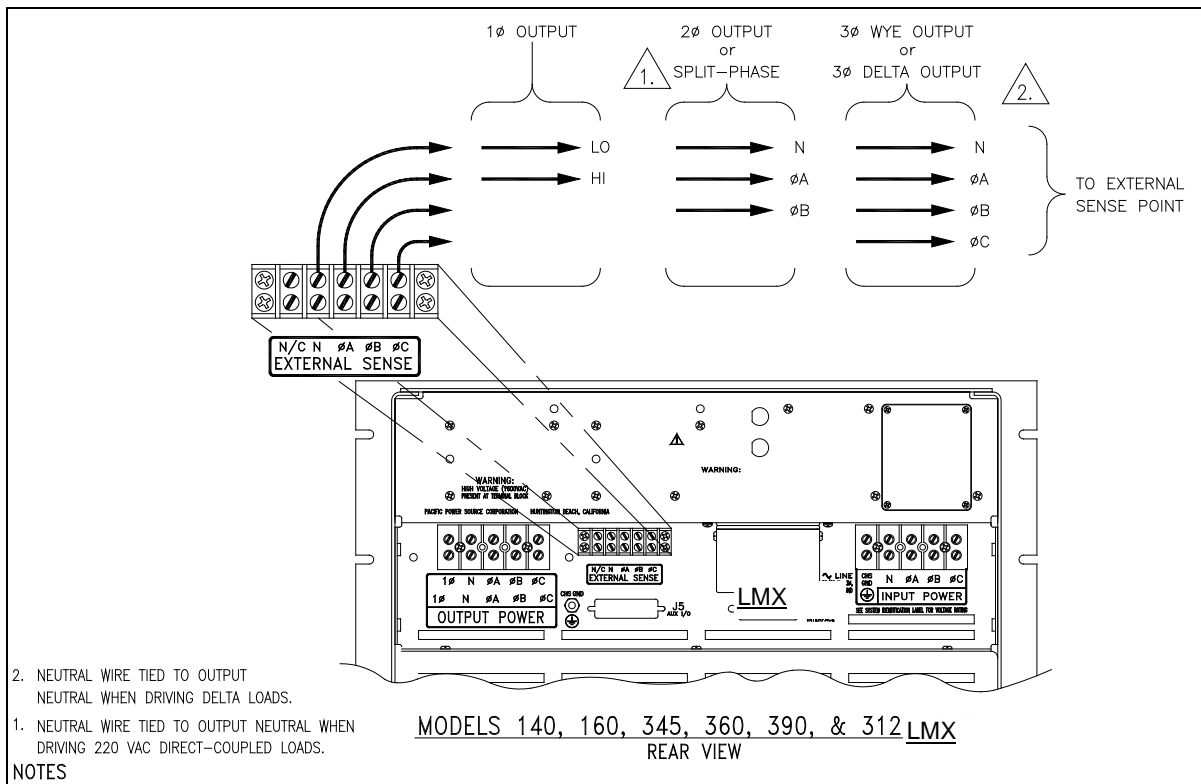 1ø OUTPUT
2ø OUTPUT
or
SPLIT-PHASE
1.
3ø WYE OUTPUT
or
3ø DELTA OUTPUT
2.
LO
HI
N
øA
øB
N
øA
øB
øC
TO EXTERNAL
SENSE POINT
N/C N øA øB øC
EXTERNAL SENSE
WARNING:
HIGH VOLTAGE (>600VAC)
PRESENT AT TERMINAL BLOCK
WARNING:
PACIFIC POWER SOURCE CORPORATION HUNTINGTON BEACH, CALIFORNIA
1ø N øA øB øC
1ø N øA øB øC
OUTPUT POWER
N/C N øA øB øC
EXTERNAL SENSE
CHS GND
J5
AUX I/O
LMX
LINE
CHS
GND
N øA øB øC
INPUT POWER
SEE SYSTEM IDENTIFICATION LABEL FOR VOLTAGE RATING
2. NEUTRAL WIRE TIED TO OUTPUT
NEUTRAL WHEN DRIVING DELTA LOADS.
1. NEUTRAL WIRE TIED TO OUTPUT NEUTRAL WHEN
DRIVING 220 VAC DIRECT-COUPLED LOADS.
NOTES
MODELS 140, 160, 345, 360, 390, & 312 LMX
REAR VIEW